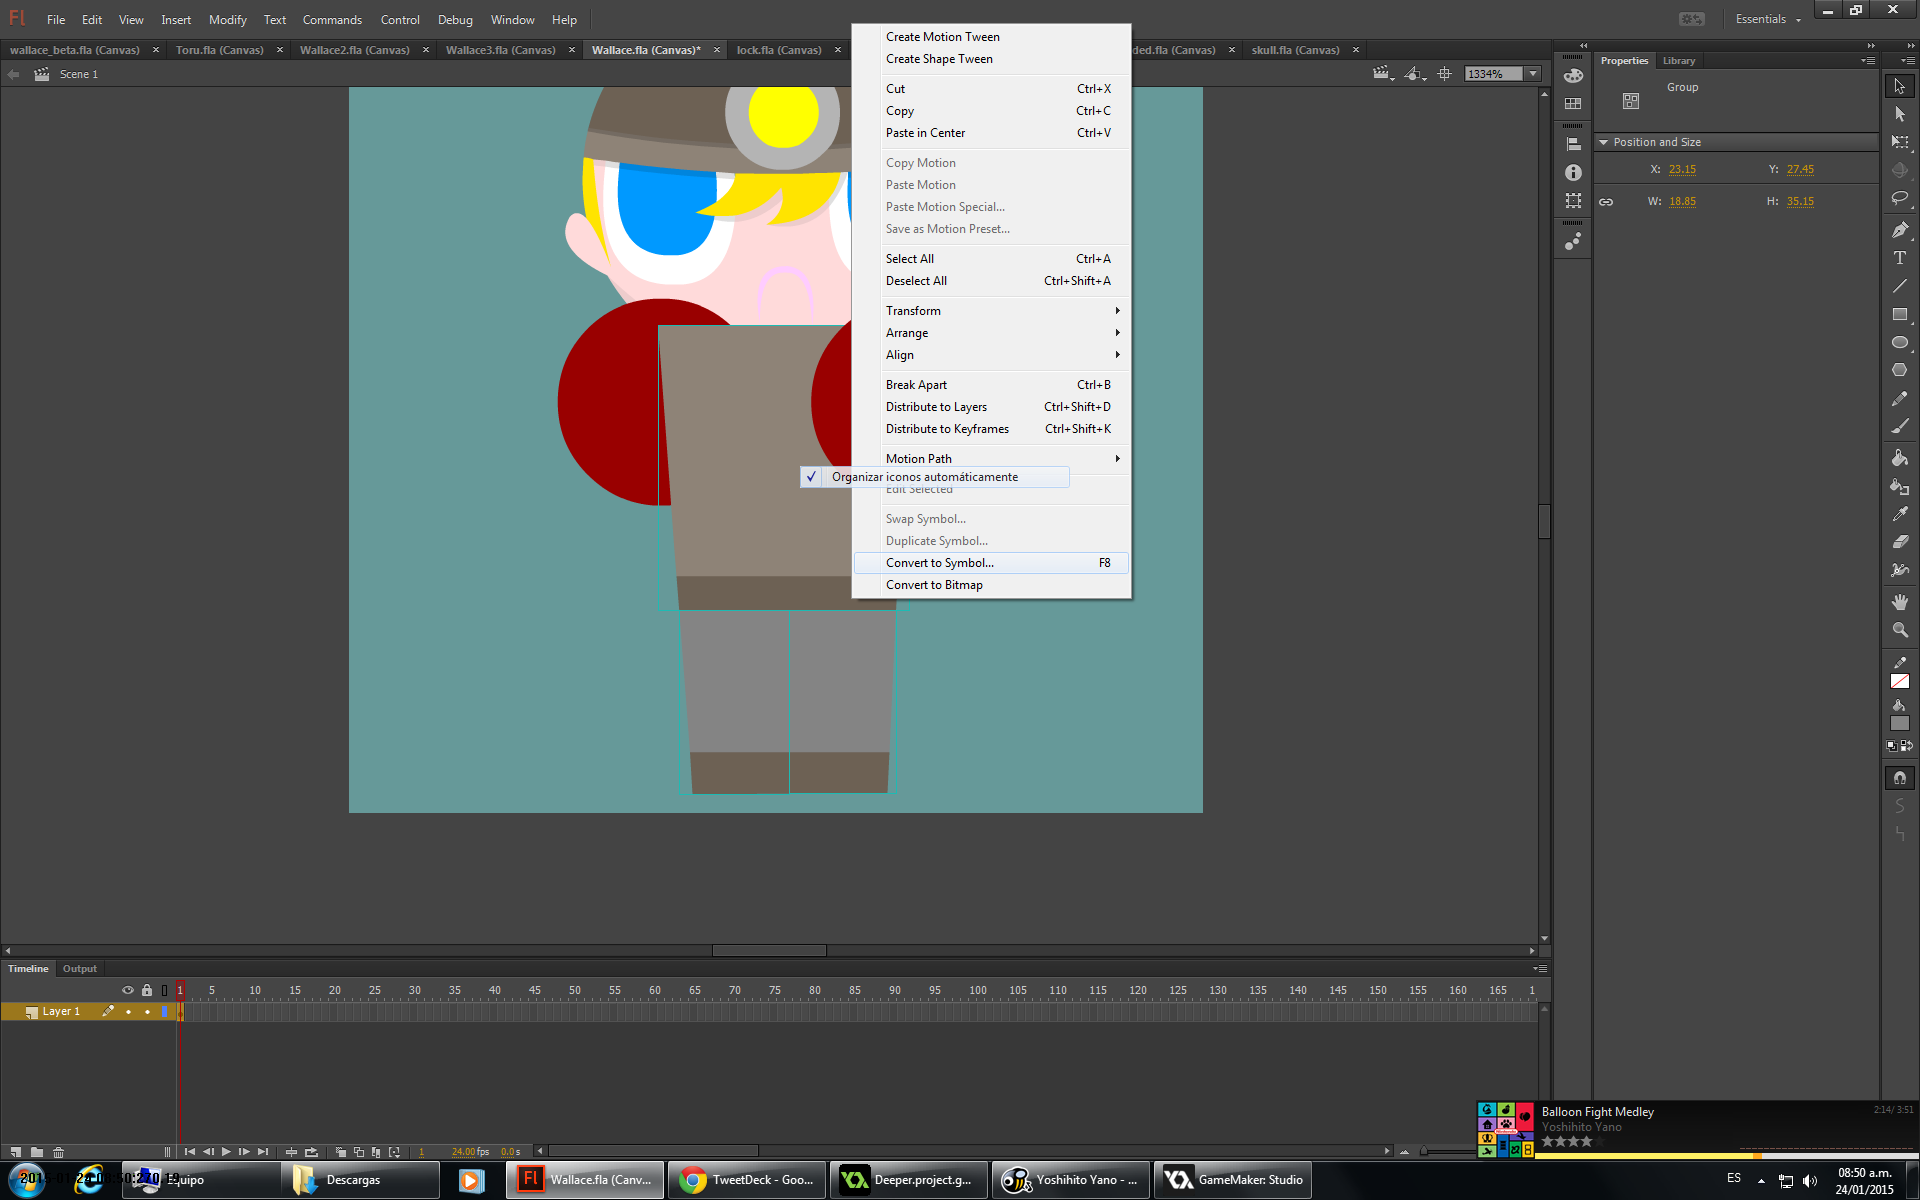 Fl File Edit View Insert Modify Text Commands Control Debug Window Help Essentials
wallace_beta.fla (Canvas) × Toru.fla (Canvas) × Wallace2.fla (Canvas) × Wallace3.fla (Canvas) × Wallace.fla (Canvas)* × lock.fla (Canvas) × ded.fla (Canvas) × skull.fla (Canvas) ×
Scene 1
1334%
Create Motion Tween
Create Shape Tween
Cut Ctrl+X
Copy Ctrl+C
Paste in Center Ctrl+V
Copy Motion
Paste Motion
Paste Motion Special...
Save as Motion Preset...
Select All Ctrl+A
Deselect All Ctrl+Shift+A
Transform
Arrange
Align
Break Apart Ctrl+B
Distribute to Layers Ctrl+Shift+D
Distribute to Keyframes Ctrl+Shift+K
Motion Path
Organizar iconos automáticamente
Edit Selected
Swap Symbol...
Duplicate Symbol...
Convert to Symbol... F8
Convert to Bitmap
Properties Library
Group
Position and Size
X: 23.15 Y: 27.45
W: 18.85 H: 35.15
Timeline Output
1 5 10 15 20 25 30 35 40 45 50 55 60 65 70 75 80 85 90 95 100 105 110 115 120 125 130 135 140 145 150 155 160 165 1
Layer 1
1 24.00 fps 0.0 s
Balloon Fight Medley 2:14/ 3:51
Yoshihito Yano
Equipo Descargas Wallace.fla (Canv... TweetDeck - Goo... Deeper.project.g... Yoshihito Yano - ... GameMaker: Studio
ES 08:50 a.m.
24/01/2015